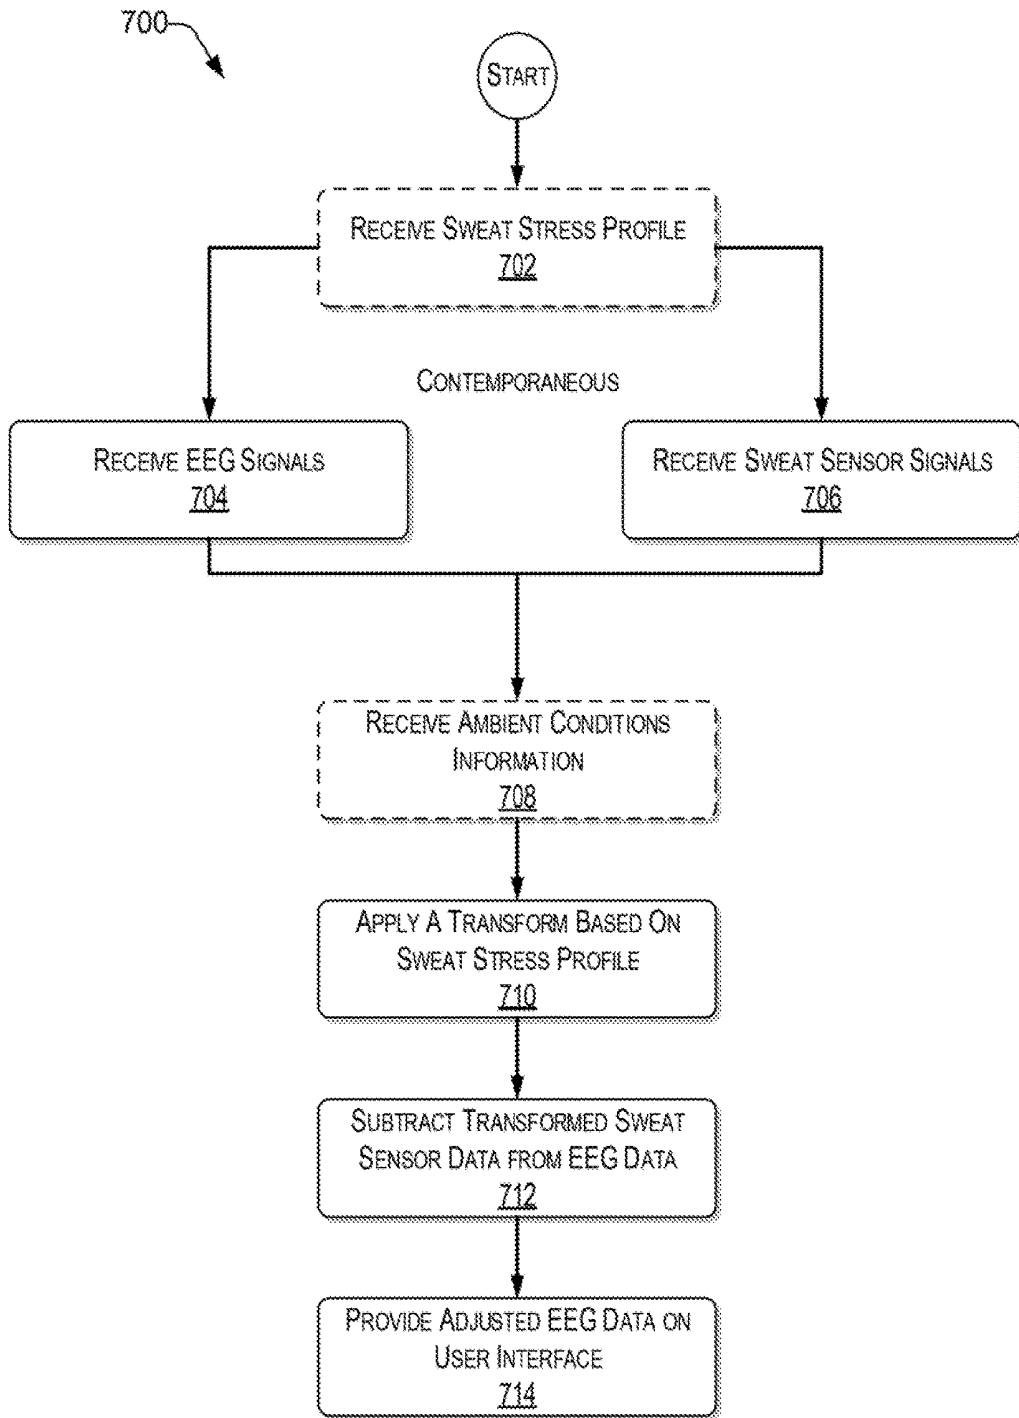 700
START
RECEIVE SWEAT STRESS PROFILE
702
CONTEMPORANEOUS
RECEIVE EEG SIGNALS
704
RECEIVE SWEAT SENSOR SIGNALS
706
RECEIVE AMBIENT CONDITIONS
INFORMATION
708
APPLY A TRANSFORM BASED ON
SWEAT STRESS PROFILE
710
SUBTRACT TRANSFORMED SWEAT
SENSOR DATA FROM EEG DATA
712
PROVIDE ADJUSTED EEG DATA ON
USER INTERFACE
714